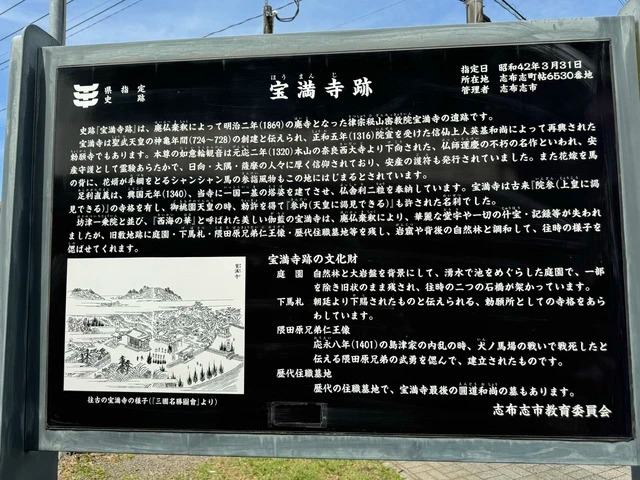 県指定
史跡
ほうまんじ
宝満寺跡
指定日 昭和42年3月31日
所在地 志布志町帖6530番地
管理者 志布志市
史跡『宝満寺跡』は、廃仏棄釈によって明治二年(1869)の廃寺となった律宗秘山密教院宝満寺の遺跡です。
宝満寺は聖武天皇の神亀年間(724〜728)の創建と伝えられ、正和五年(1316)院宣を受けた信仙上人英基和尚によって再興された
勅願寺でもあります。本尊の如意輪観音は元応二年(1320)本山の奈良西大寺より下向された、仏師運慶の不朽の名作といわれ、安
産守護として霊験あらたかで、日向・大隅・薩摩の人々に厚く信仰されており、安産の護符も発行されていました。また花嫁を馬
の背に、花婿が手綱をとるシャンシャン馬の参詣風物もこの地にはじまるとされています。
足利直義は、興国元年(1340)、当寺に一国一基の塔婆を建てさせ、仏舎利二粒を奉納しています。宝満寺は古来『院参(上皇に謁
見できる)』の寺格を有し、御桃園天皇の時、勅許を得て『参内(天皇に謁見できる)』も許された名刹でした。
坊津一乗院と並び、『西海の華』と呼ばれた美しい伽藍の宝満寺は、廃仏棄釈により、華麗な堂宇や一切の什宝・記録等が失われ
ましたが、旧敷地跡に庭園・下馬札・隈田原兄弟仁王像・歴代住職墓地等を残し、岩窟や背後の自然林と調和して、往時の様子を
偲ばせてくれます。
宝満寺跡の文化財
庭園 自然林と大岩盤を背景にして、湧水で池をめぐらした庭園で、一部
を除き旧状のまま残され、往時の二つの石橋が架かっています。
下馬札 朝廷より下賜されたものと伝えられる、勅願所としての寺格をあら
わしています。
隈田原兄弟仁王像
応永八年(1401)の島津家の内乱の時、犬ノ馬場の戦いで戦死したと
伝える隈田原兄弟の武勇を偲んで、建立されたものです。
歴代住職墓地
歴代の住職墓地で、宝満寺最後の圓道和尚の墓もあります。
志布志市教育委員会
宝満寺
往古の宝満寺の様子(『三國名勝圖會』より)